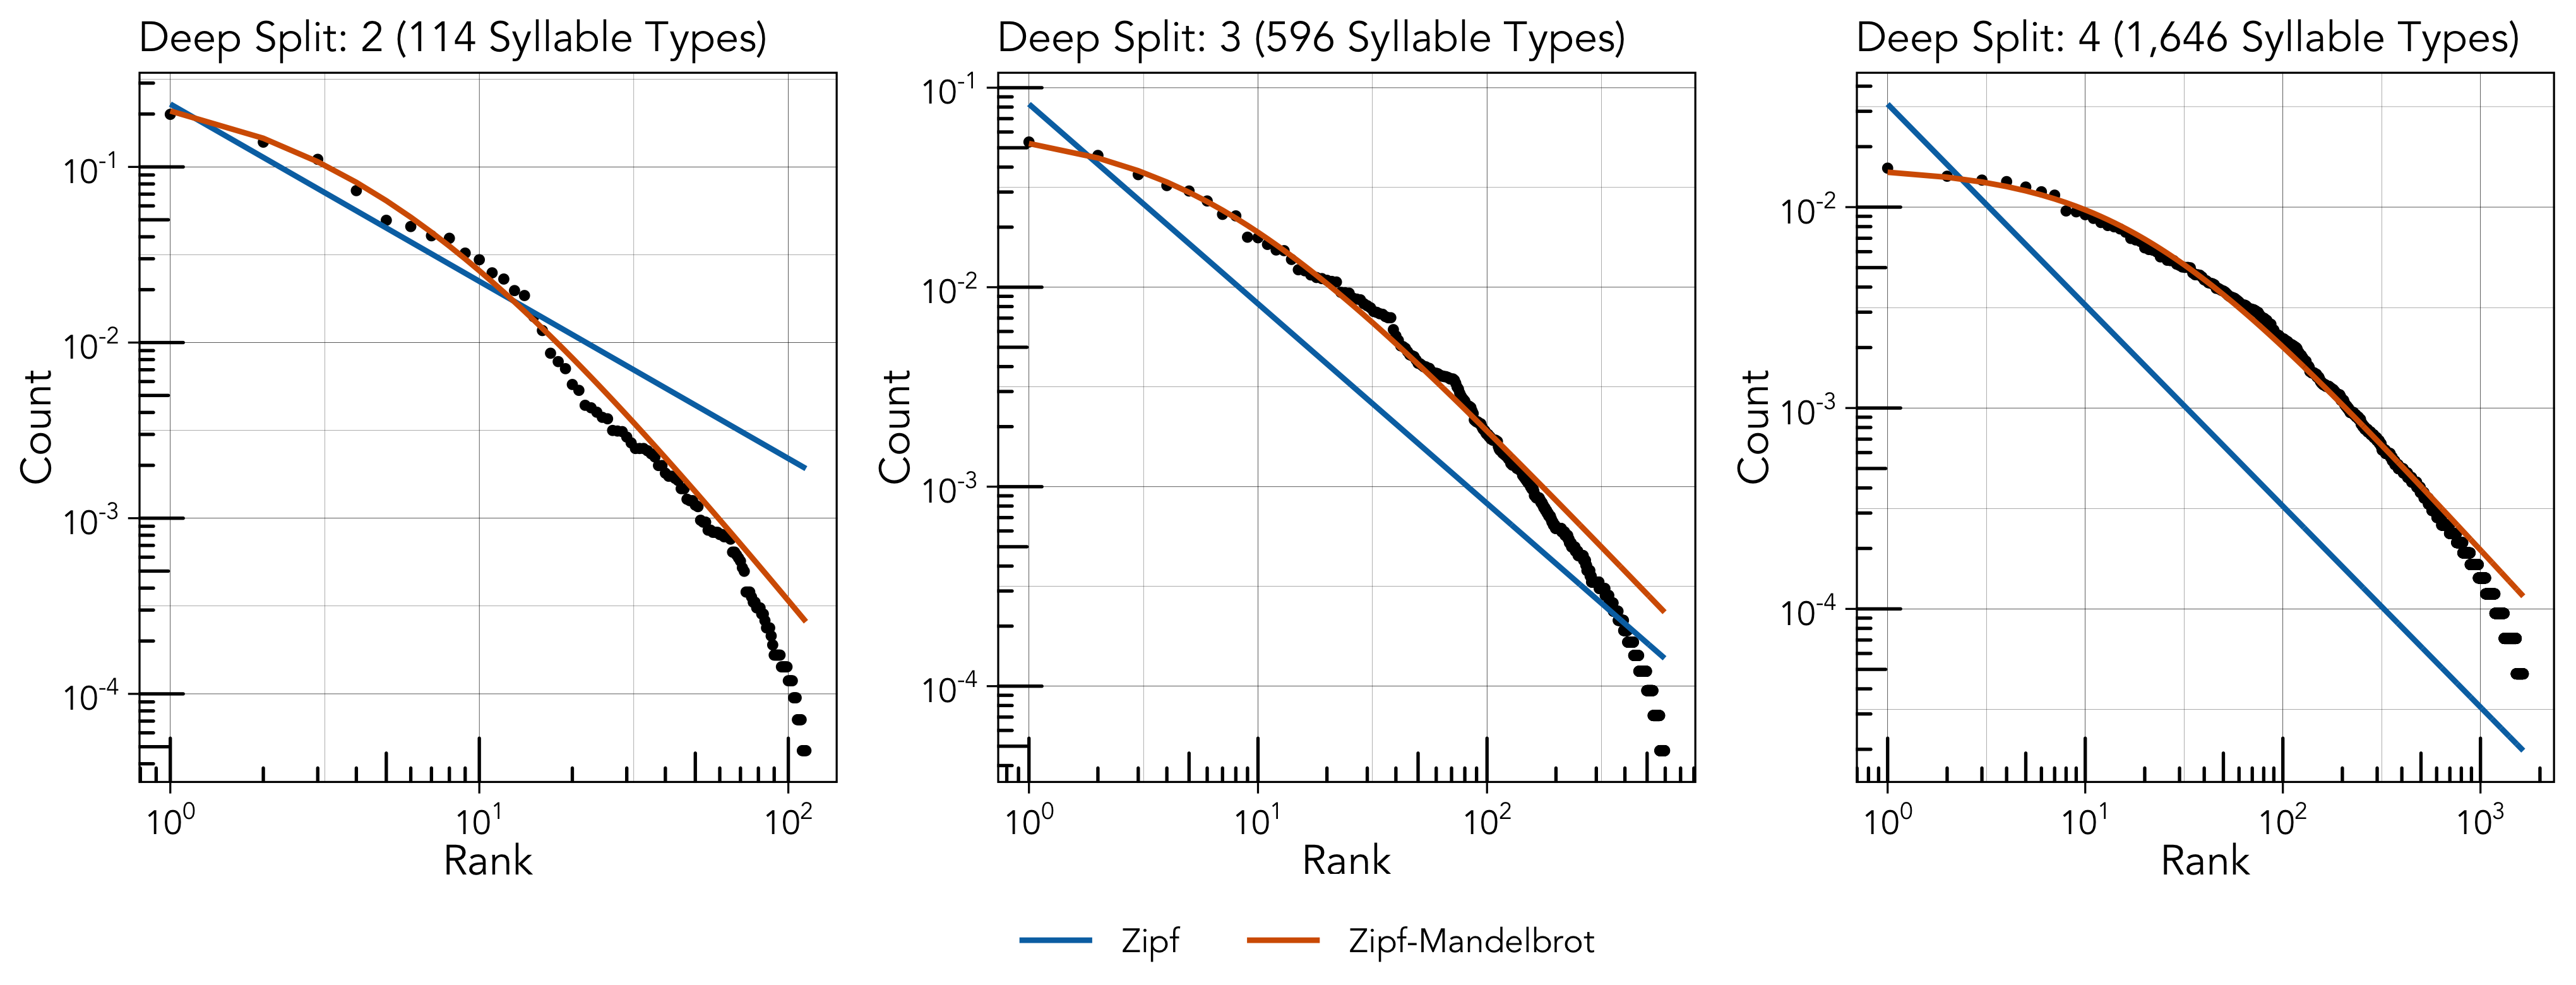 Deep Split: 2 (114 Syllable Types)
Count
10⁻¹
10⁻²
10⁻³
10⁻⁴
10⁰ 10¹ 10²
Rank
Deep Split: 3 (596 Syllable Types)
Count
10⁻¹
10⁻²
10⁻³
10⁻⁴
10⁰ 10¹ 10²
Rank
Deep Split: 4 (1,646 Syllable Types)
Count
10⁻²
10⁻³
10⁻⁴
10⁰ 10¹ 10² 10³
Rank
Zipf Zipf-Mandelbrot